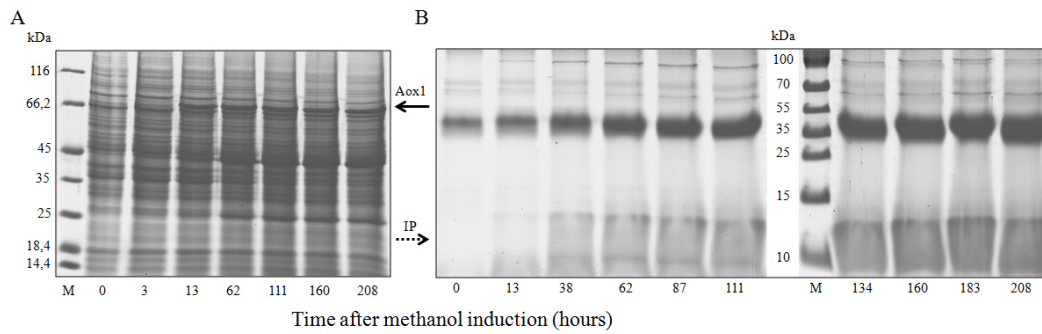 A
kDa
116
66,2
45
35
25
18,4
14,4
M 0 3 13 62 111 160 208
Aox1
IP
B
kDa
100
70
55
35
25
15
10
0 13 38 62 87 111 M 134 160 183 208
Time after methanol induction (hours)